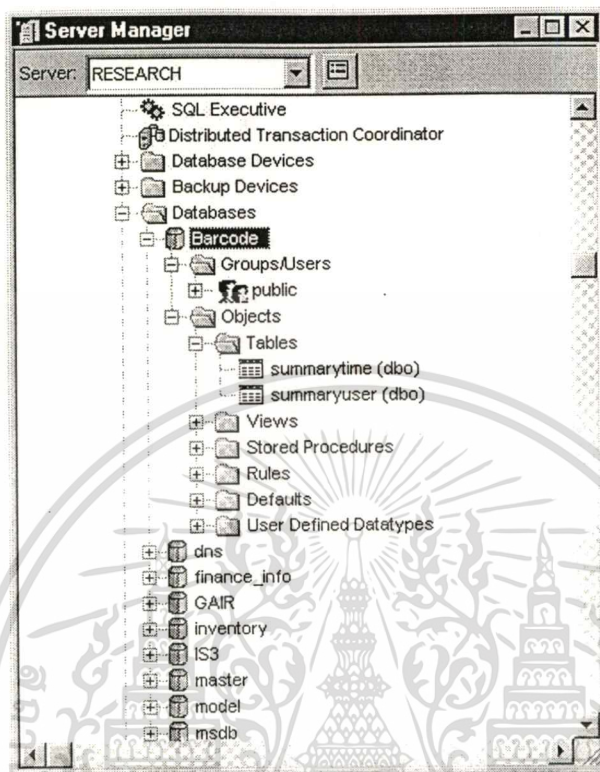 Server Manager
Server: RESEARCH
SQL Executive
Distributed Transaction Coordinator
Database Devices
Backup Devices
Databases
Barcode
Groups/Users
public
Objects
Tables
summarytime (dbo)
summaryuser (dbo)
Views
Stored Procedures
Rules
Defaults
User Defined Datatypes
dns
finance_info
GAIR
inventory
IS3
master
model
msdb